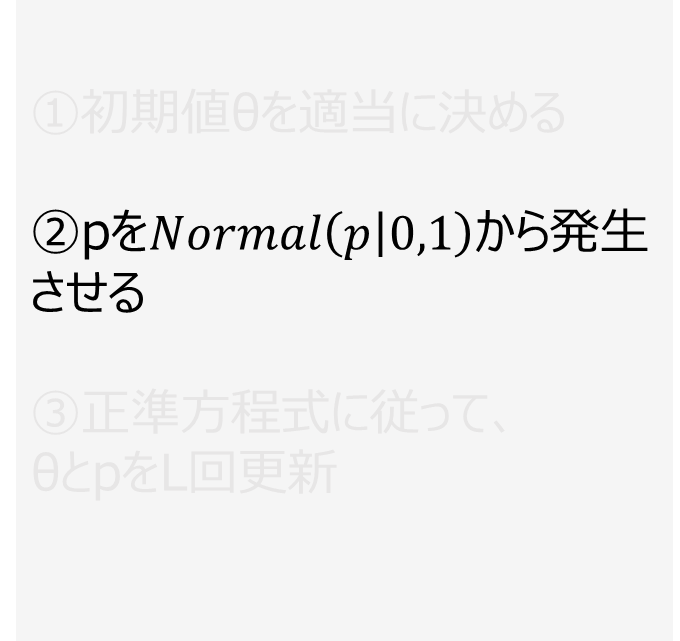 ①初期値θを適当に決める
②pをNormal(p|0,1)から発生
させる
③正準方程式に従って、
θとpをL回更新